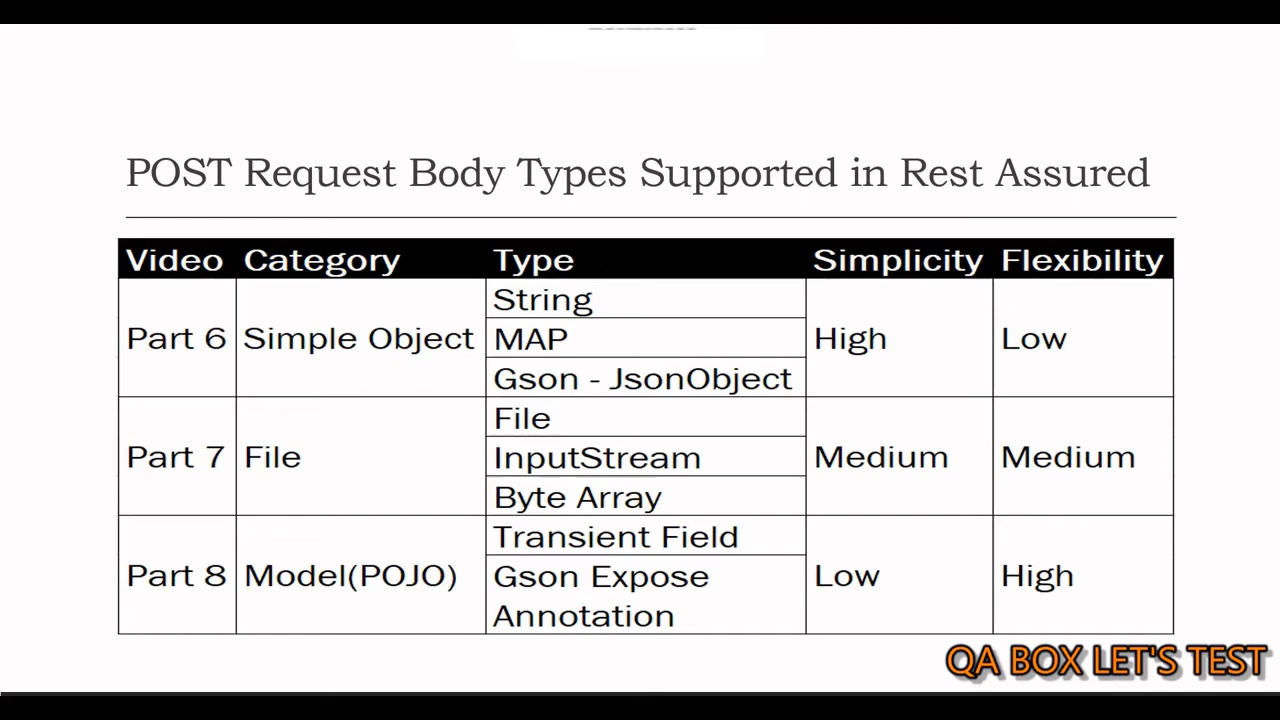 POST Request Body Types Supported in Rest Assured
Video Category Type Simplicity Flexibility
Part 6 Simple Object String High Low
MAP
Gson - JsonObject
Part 7 File File Medium Medium
InputStream
Byte Array
Part 8 Model(POJO) Transient Field Low High
Gson Expose
Annotation
QA BOX LET'S TEST